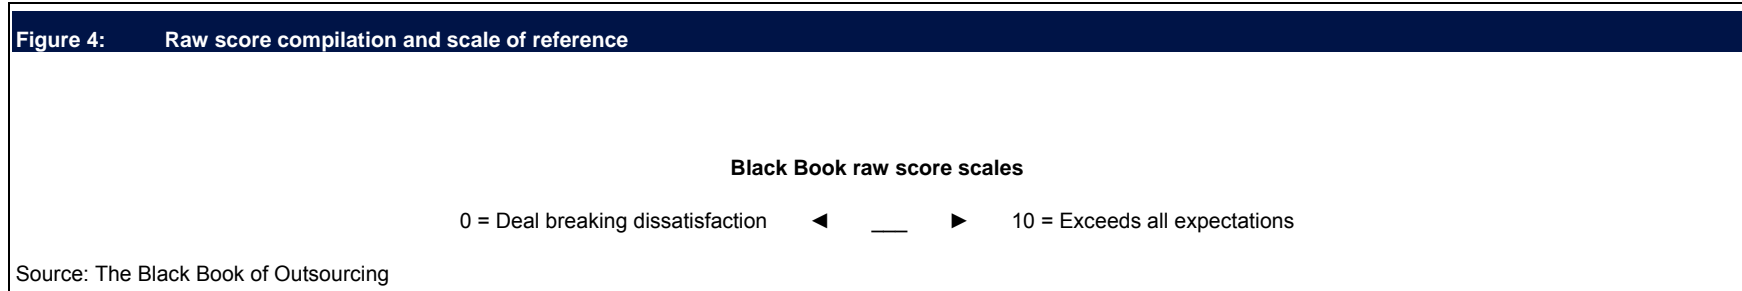 Figure 4: Raw score compilation and scale of reference
Black Book raw score scales
0 = Deal breaking dissatisfaction ◄ ___ ► 10 = Exceeds all expectations
Source: The Black Book of Outsourcing